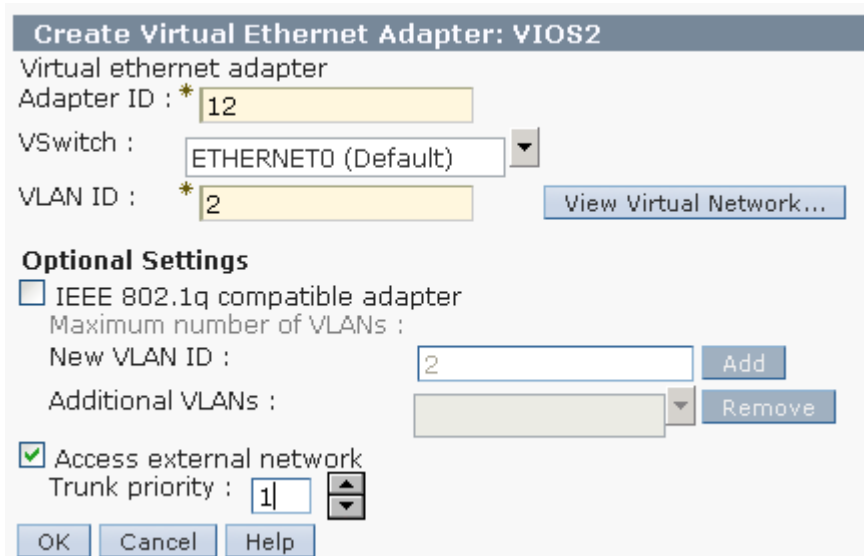 Create Virtual Ethernet Adapter: VIOS2
Virtual ethernet adapter
Adapter ID : * 12
VSwitch : ETHERNET0 (Default)
VLAN ID : * 2 View Virtual Network...
Optional Settings
IEEE 802.1q compatible adapter
Maximum number of VLANs :
New VLAN ID : 2 Add
Additional VLANs : Remove
Access external network
Trunk priority : 1
OK Cancel Help